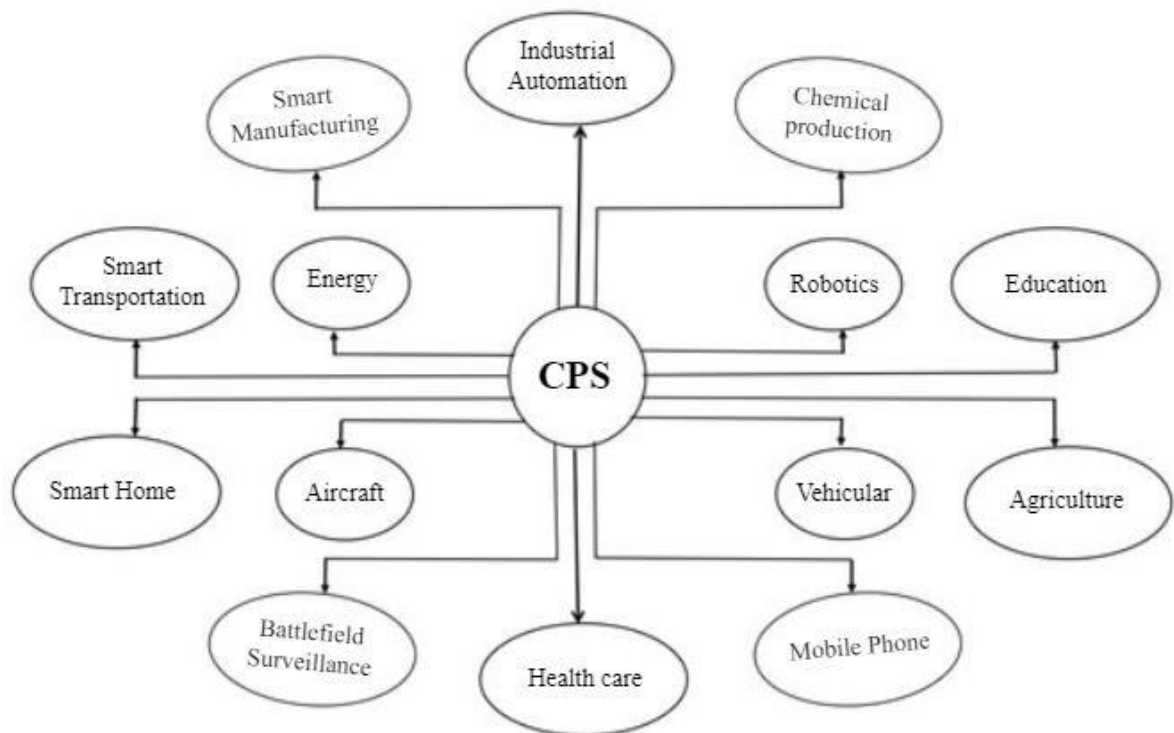 Industrial
Automation
Smart
Manufacturing
Chemical
production
Smart
Transportation
Energy
Robotics
Education
CPS
Smart Home
Aircraft
Vehicular
Agriculture
Battlefield
Surveillance
Health care
Mobile Phone